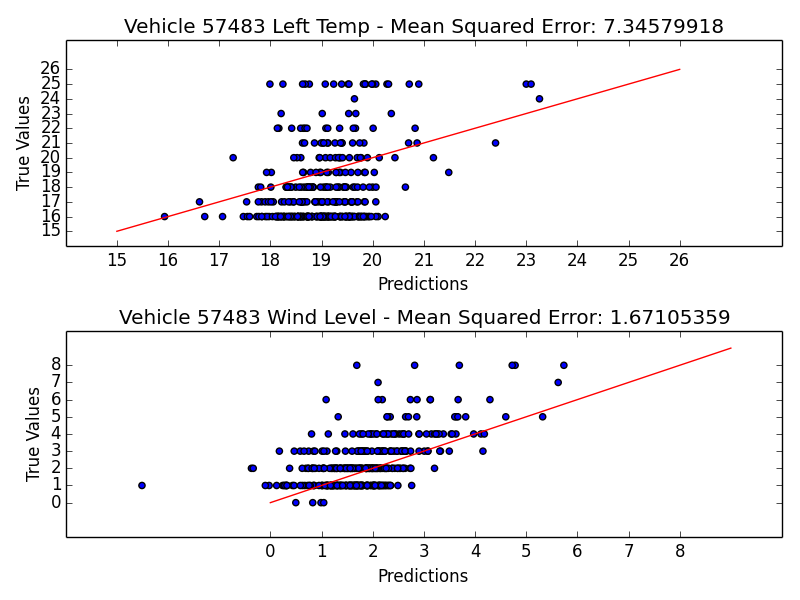 Vehicle 57483 Left Temp - Mean Squared Error: 7.34579918
True Values
26
25
24
23
22
21
20
19
18
17
16
15
15 16 17 18 19 20 21 22 23 24 25 26
Predictions
Vehicle 57483 Wind Level - Mean Squared Error: 1.67105359
True Values
8
7
6
5
4
3
2
1
0
0 1 2 3 4 5 6 7 8
Predictions